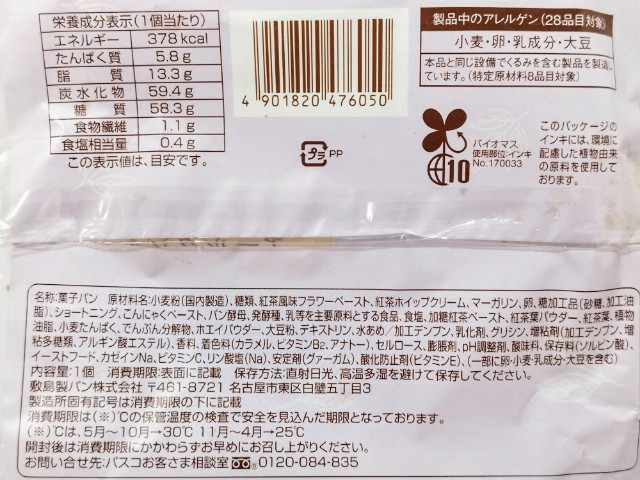 栄養成分表示(1個当たり)
エネルギー 378kcal
たんぱく質 5.8g
脂質 13.3g
炭水化物 59.4g
糖質 58.3g
食物繊維 1.1g
食塩相当量 0.4g
この表示値は、目安です。
4 901820 476050
プラ PP
製品中のアレルゲン(28品目対象)
小麦・卵・乳成分・大豆
本品と同じ設備でくるみを含む製品を製造し
ています。(特定原材料8品目対象)
10
バイオマス
使用部位:インキ
No.170033
このパッケージの
インキには、環境に
配慮した植物由来
の原料を使用して
おります。
名称:菓子パン 原材料名:小麦粉(国内製造)、糖類、紅茶風味フラワーペースト、紅茶ホイップクリーム、マーガリン、卵、糖加工品(砂糖、加工油
脂)、ショートニング、こんにゃくペースト、パン酵母、発酵種、乳等を主要原料とする食品、食塩、加糖紅茶ペースト、紅茶葉パウダー、紅茶葉、植物
油脂、小麦たんぱく、でんぷん分解物、ホエイパウダー、大豆粉、デキストリン、水あめ/加工デンプン、乳化剤、グリシン、増粘剤(加工デンプン、増
粘多糖類、アルギン酸エステル)、香料、着色料(カラメル、ビタミンB₂、アナトー)、セルロース、膨脹剤、pH調整剤、酸味料、保存料(ソルビン酸)、
イーストフード、カゼインNa、ビタミンC、リン酸塩(Na)、安定剤(グァーガム)、酸化防止剤(ビタミンE)、(一部に卵・小麦・乳成分・大豆を含む)
内容量:1個 消費期限:表面に記載 保存方法:直射日光、高温多湿を避けて保存してください。
敷島製パン株式会社 〒461-8721 名古屋市東区白壁五丁目3
製造所固有記号は消費期限の下に記載
消費期限は(※)℃の保管温度の検査で安全を見込んだ期限となっております。
(※)℃は、5月～10月→30℃ 11月～4月→25℃
開封後は消費期限にかかわらずお早めにお召し上がりください。
お問い合せ先:パスコお客さま相談室 0120-084-835